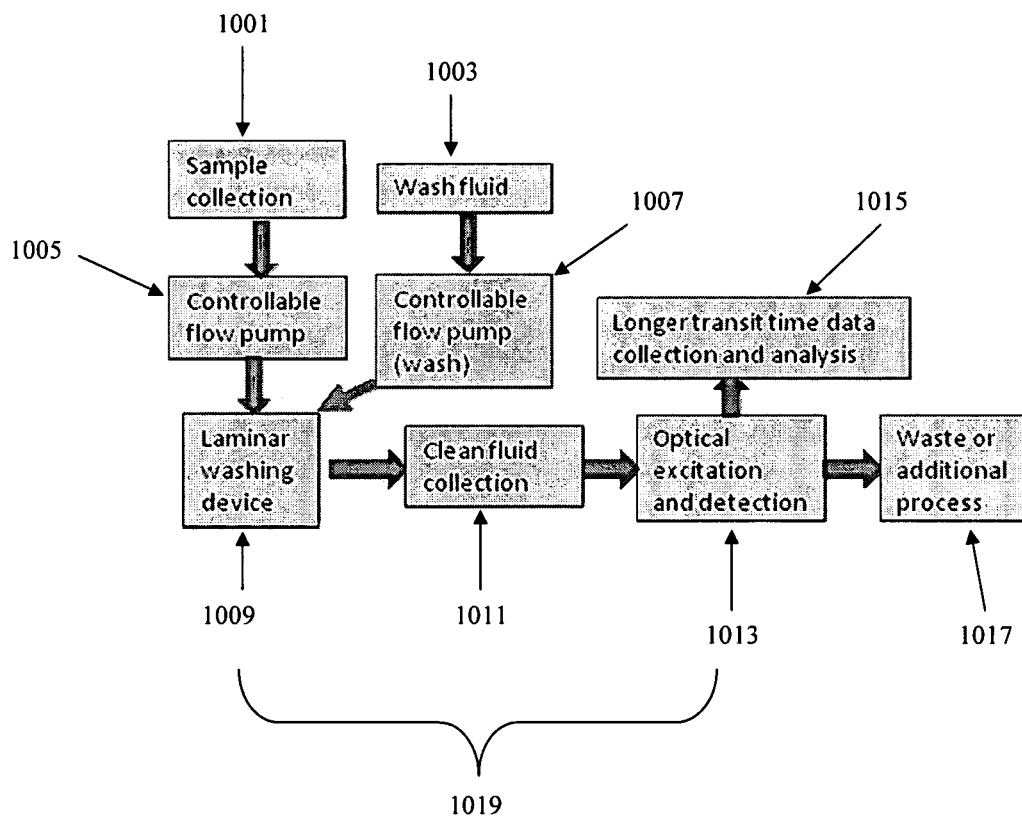 1001
1003
Sample
collection
Wash fluid
1007
1015
1005
Controllable
flow pump
Controllable
flow pump
(wash)
Longer transit time data
collection and analysis
Laminar
washing
device
Clean fluid
collection
Optical
excitation
and detection
Waste or
additional
process
1009
1011
1013
1017
1019